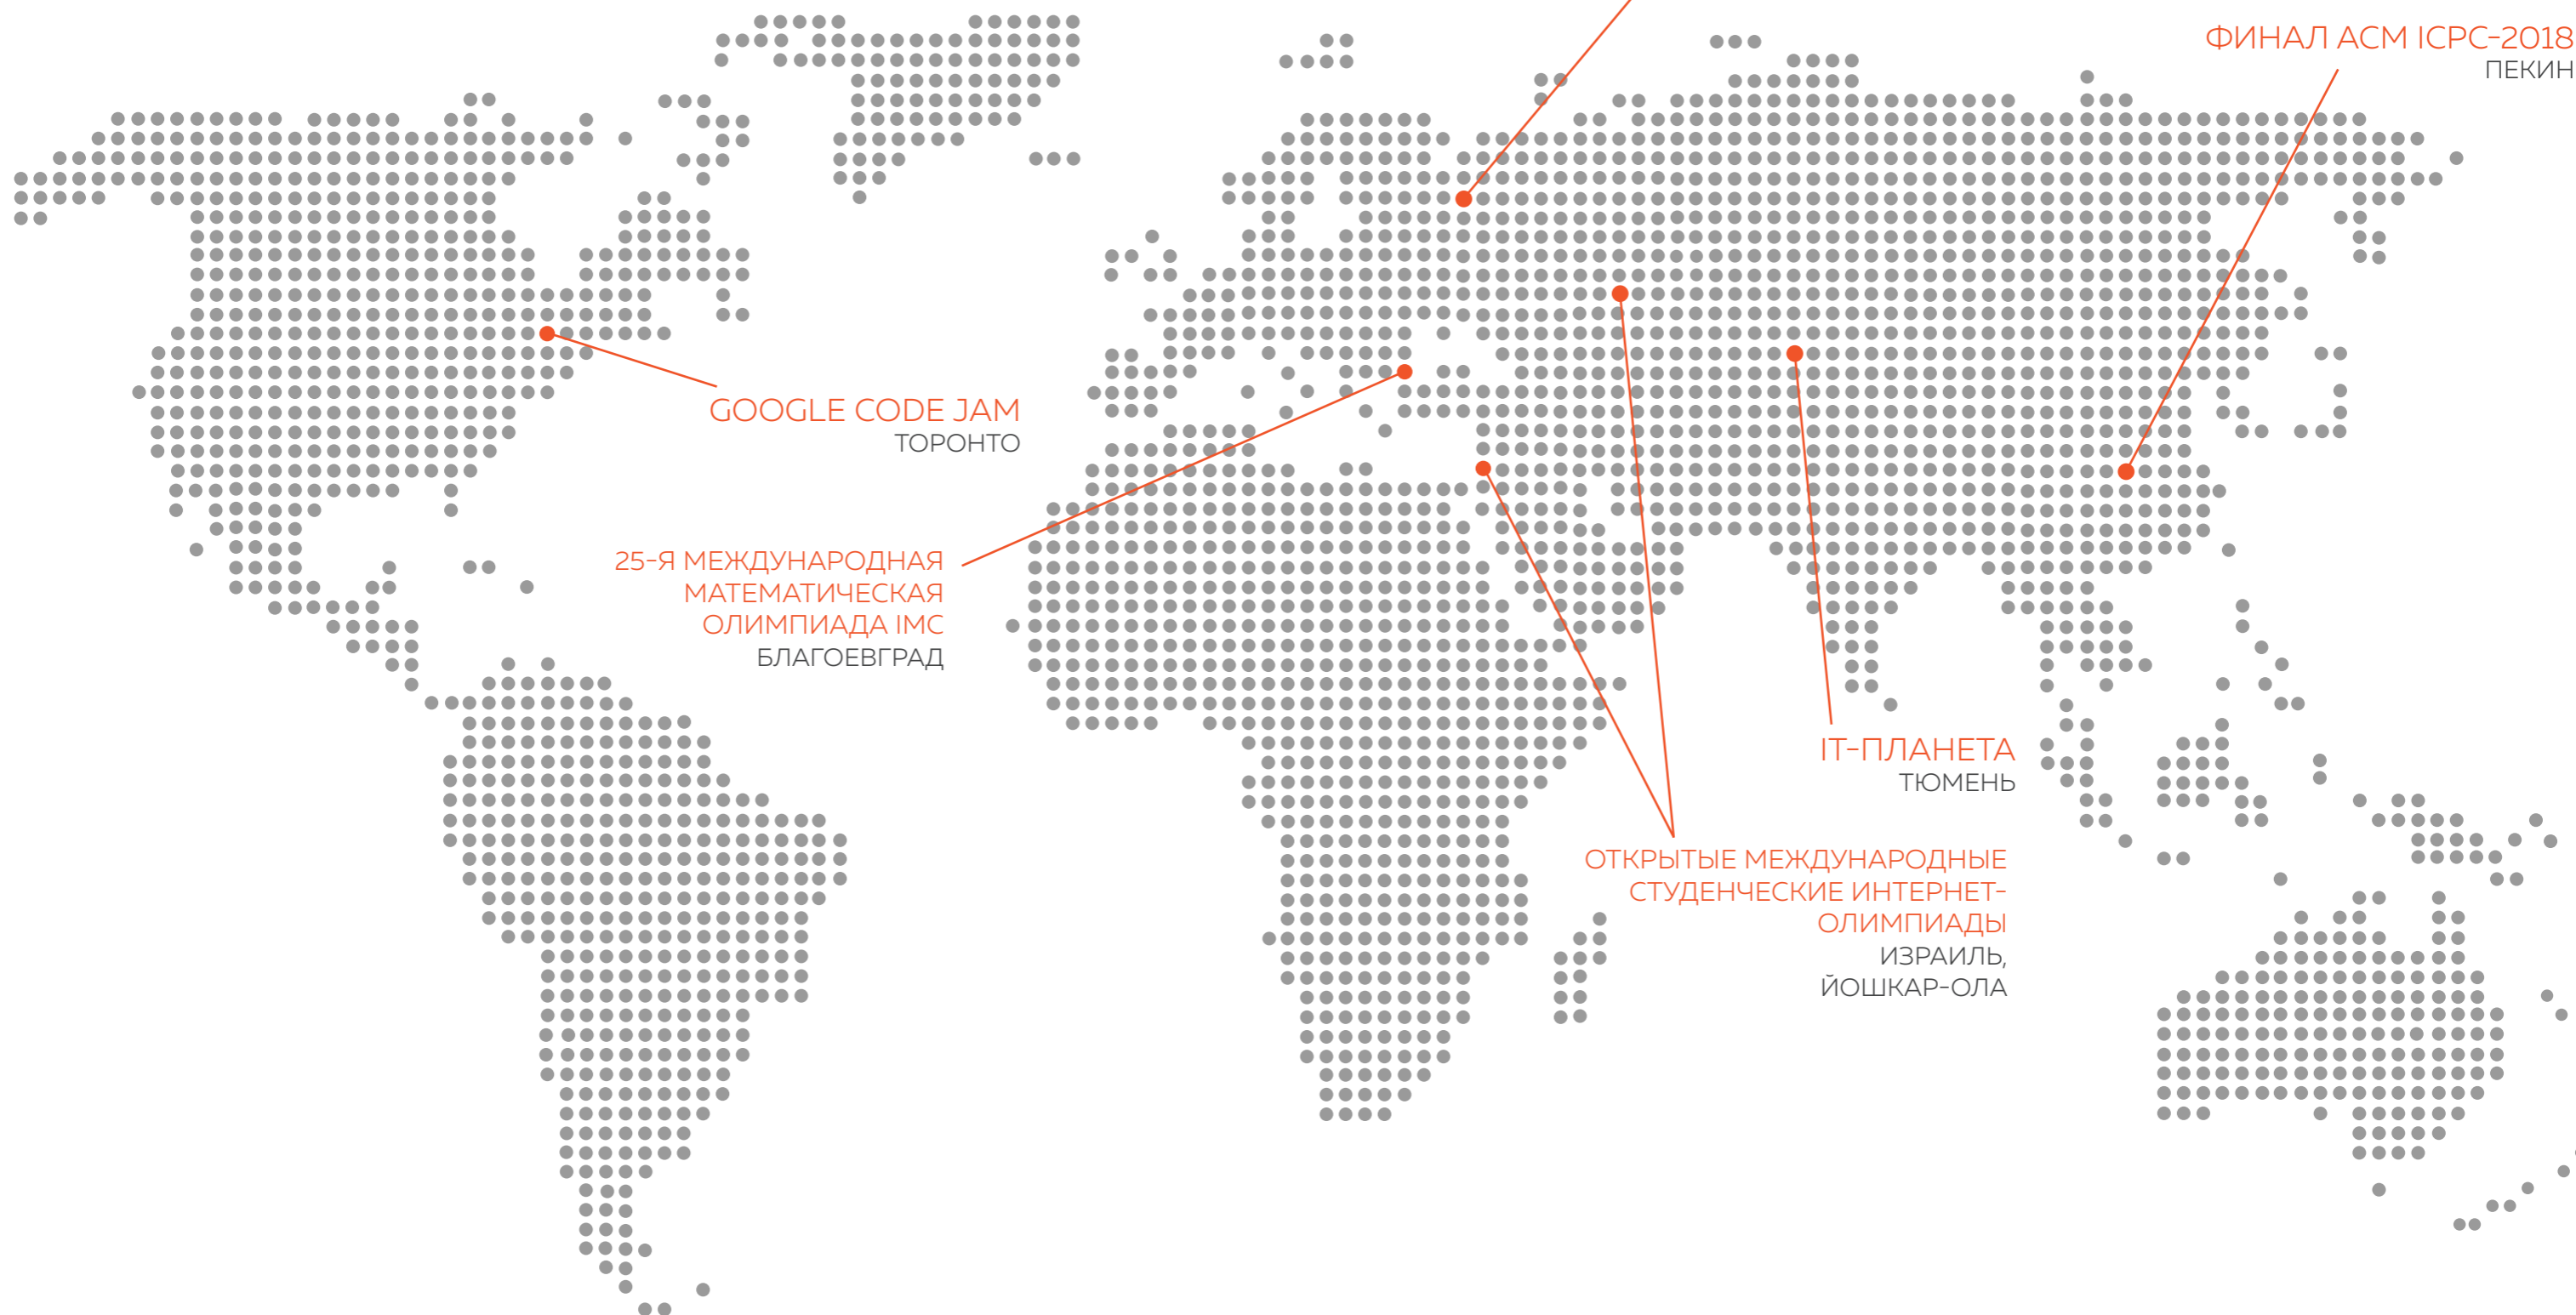 ФИНАЛ ACM ICPC-2018
ПЕКИН
GOOGLE CODE JAM
ТОРОНТО
25-Я МЕЖДУНАРОДНАЯ
МАТЕМАТИЧЕСКАЯ
ОЛИМПИАДА IMC
БЛАГОЕВГРАД
IT-ПЛАНЕТА
ТЮМЕНЬ
ОТКРЫТЫЕ МЕЖДУНАРОДНЫЕ
СТУДЕНЧЕСКИЕ ИНТЕРНЕТ-
ОЛИМПИАДЫ
ИЗРАИЛЬ,
ЙОШКАР-ОЛА